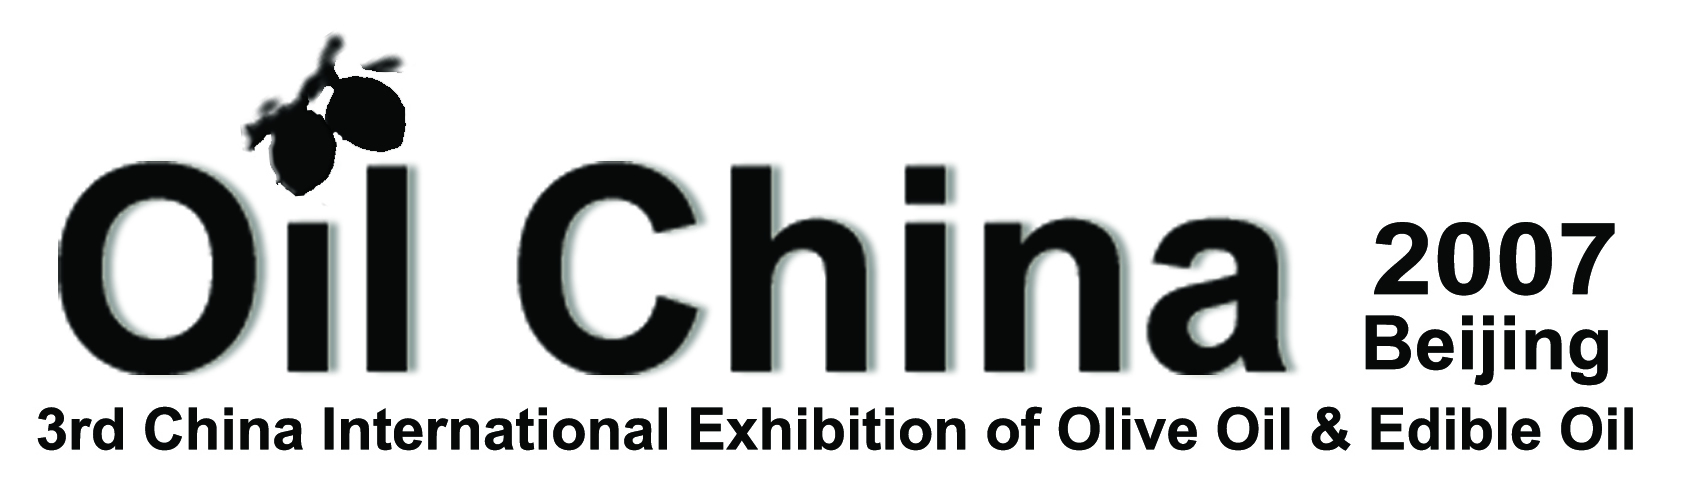 Oil China 2007
Beijing
3rd China International Exhibition of Olive Oil & Edible Oil